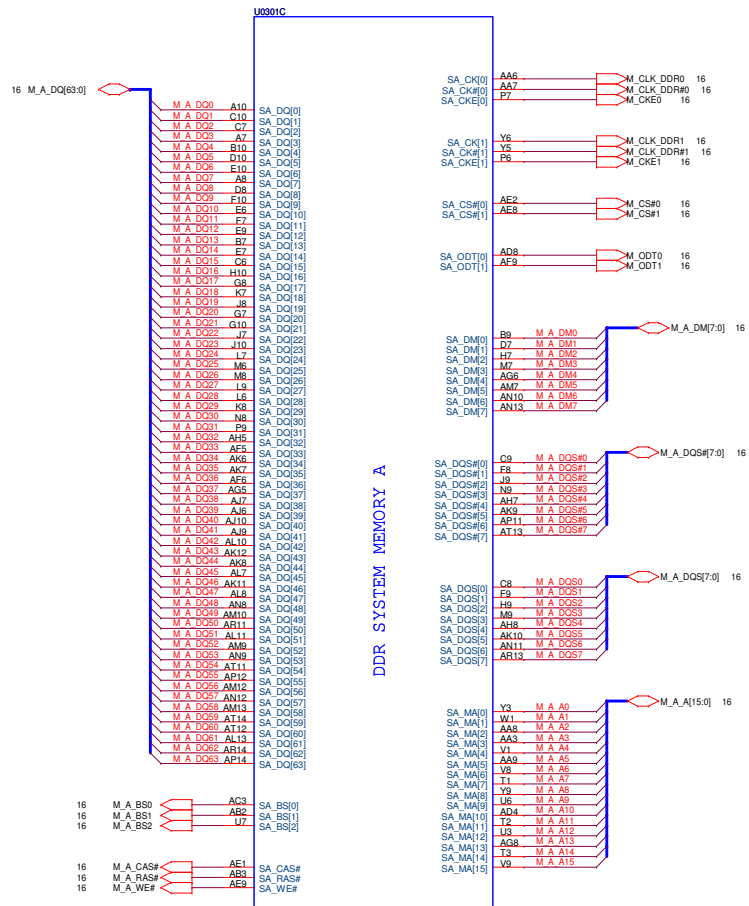 U0301C
16 M_A_DQ[63:0]
M_A_DQ0 A10 SA_DQ[0]
M_A_DQ1 C10 SA_DQ[1]
M_A_DQ2 C7 SA_DQ[2]
M_A_DQ3 A7 SA_DQ[3]
M_A_DQ4 B10 SA_DQ[4]
M_A_DQ5 D10 SA_DQ[5]
M_A_DQ6 E10 SA_DQ[6]
M_A_DQ7 A8 SA_DQ[7]
M_A_DQ8 D8 SA_DQ[8]
M_A_DQ9 F10 SA_DQ[9]
M_A_DQ10 E6 SA_DQ[10]
M_A_DQ11 F7 SA_DQ[11]
M_A_DQ12 E9 SA_DQ[12]
M_A_DQ13 B7 SA_DQ[13]
M_A_DQ14 E7 SA_DQ[14]
M_A_DQ15 C6 SA_DQ[15]
M_A_DQ16 H10 SA_DQ[16]
M_A_DQ17 G8 SA_DQ[17]
M_A_DQ18 K7 SA_DQ[18]
M_A_DQ19 J8 SA_DQ[19]
M_A_DQ20 G7 SA_DQ[20]
M_A_DQ21 G10 SA_DQ[21]
M_A_DQ22 J7 SA_DQ[22]
M_A_DQ23 J10 SA_DQ[23]
M_A_DQ24 L7 SA_DQ[24]
M_A_DQ25 M6 SA_DQ[25]
M_A_DQ26 M8 SA_DQ[26]
M_A_DQ27 L9 SA_DQ[27]
M_A_DQ28 L6 SA_DQ[28]
M_A_DQ29 K8 SA_DQ[29]
M_A_DQ30 N8 SA_DQ[30]
M_A_DQ31 P9 SA_DQ[31]
M_A_DQ32 AH5 SA_DQ[32]
M_A_DQ33 AF5 SA_DQ[33]
M_A_DQ34 AK6 SA_DQ[34]
M_A_DQ35 AK7 SA_DQ[35]
M_A_DQ36 AF6 SA_DQ[36]
M_A_DQ37 AG5 SA_DQ[37]
M_A_DQ38 AJ7 SA_DQ[38]
M_A_DQ39 AJ6 SA_DQ[39]
M_A_DQ40 AJ10 SA_DQ[40]
M_A_DQ41 AJ9 SA_DQ[41]
M_A_DQ42 AL10 SA_DQ[42]
M_A_DQ43 AK12 SA_DQ[43]
M_A_DQ44 AK8 SA_DQ[44]
M_A_DQ45 AL7 SA_DQ[45]
M_A_DQ46 AK11 SA_DQ[46]
M_A_DQ47 AL8 SA_DQ[47]
M_A_DQ48 AN8 SA_DQ[48]
M_A_DQ49 AM10 SA_DQ[49]
M_A_DQ50 AR11 SA_DQ[50]
M_A_DQ51 AL11 SA_DQ[51]
M_A_DQ52 AM9 SA_DQ[52]
M_A_DQ53 AN9 SA_DQ[53]
M_A_DQ54 AT11 SA_DQ[54]
M_A_DQ55 AP12 SA_DQ[55]
M_A_DQ56 AM12 SA_DQ[56]
M_A_DQ57 AN12 SA_DQ[57]
M_A_DQ58 AM13 SA_DQ[58]
M_A_DQ59 AT14 SA_DQ[59]
M_A_DQ60 AT12 SA_DQ[60]
M_A_DQ61 AL13 SA_DQ[61]
M_A_DQ62 AR14 SA_DQ[62]
M_A_DQ63 AP14 SA_DQ[63]
16 M_A_BS0 AC3 SA_BS[0]
16 M_A_BS1 AB2 SA_BS[1]
16 M_A_BS2 U7 SA_BS[2]
16 M_A_CAS# AE1 SA_CAS#
16 M_A_RAS# AB3 SA_RAS#
16 M_A_WE# AE9 SA_WE#
DDR SYSTEM MEMORY A
SA_CK[0] AA6 M_CLK_DDR0 16
SA_CK#[0] AA7 M_CLK_DDR#0 16
SA_CKE[0] P7 M_CKE0 16
SA_CK[1] Y6 M_CLK_DDR1 16
SA_CK#[1] Y5 M_CLK_DDR#1 16
SA_CKE[1] P6 M_CKE1 16
SA_CS#[0] AE2 M_CS#0 16
SA_CS#[1] AE8 M_CS#1 16
SA_ODT[0] AD8 M_ODT0 16
SA_ODT[1] AF9 M_ODT1 16
M_A_DM[7:0] 16
SA_DM[0] B9 M_A_DM0
SA_DM[1] D7 M_A_DM1
SA_DM[2] H7 M_A_DM2
SA_DM[3] M7 M_A_DM3
SA_DM[4] AG6 M_A_DM4
SA_DM[5] AM7 M_A_DM5
SA_DM[6] AN10 M_A_DM6
SA_DM[7] AN13 M_A_DM7
M_A_DQS#[7:0] 16
SA_DQS#[0] C9 M_A_DQS#0
SA_DQS#[1] F8 M_A_DQS#1
SA_DQS#[2] J9 M_A_DQS#2
SA_DQS#[3] N9 M_A_DQS#3
SA_DQS#[4] AH7 M_A_DQS#4
SA_DQS#[5] AK9 M_A_DQS#5
SA_DQS#[6] AP11 M_A_DQS#6
SA_DQS#[7] AT13 M_A_DQS#7
M_A_DQS[7:0] 16
SA_DQS[0] C8 M_A_DQS0
SA_DQS[1] F9 M_A_DQS1
SA_DQS[2] H9 M_A_DQS2
SA_DQS[3] M9 M_A_DQS3
SA_DQS[4] AH8 M_A_DQS4
SA_DQS[5] AK10 M_A_DQS5
SA_DQS[6] AN11 M_A_DQS6
SA_DQS[7] AR13 M_A_DQS7
M_A_A[15:0] 16
SA_MA[0] Y3 M_A_A0
SA_MA[1] W1 M_A_A1
SA_MA[2] AA8 M_A_A2
SA_MA[3] AA3 M_A_A3
SA_MA[4] V1 M_A_A4
SA_MA[5] AA9 M_A_A5
SA_MA[6] V8 M_A_A6
SA_MA[7] T1 M_A_A7
SA_MA[8] Y9 M_A_A8
SA_MA[9] U6 M_A_A9
SA_MA[10] AD4 M_A_A10
SA_MA[11] T2 M_A_A11
SA_MA[12] U3 M_A_A12
SA_MA[13] AG8 M_A_A13
SA_MA[14] T3 M_A_A14
SA_MA[15] V9 M_A_A15